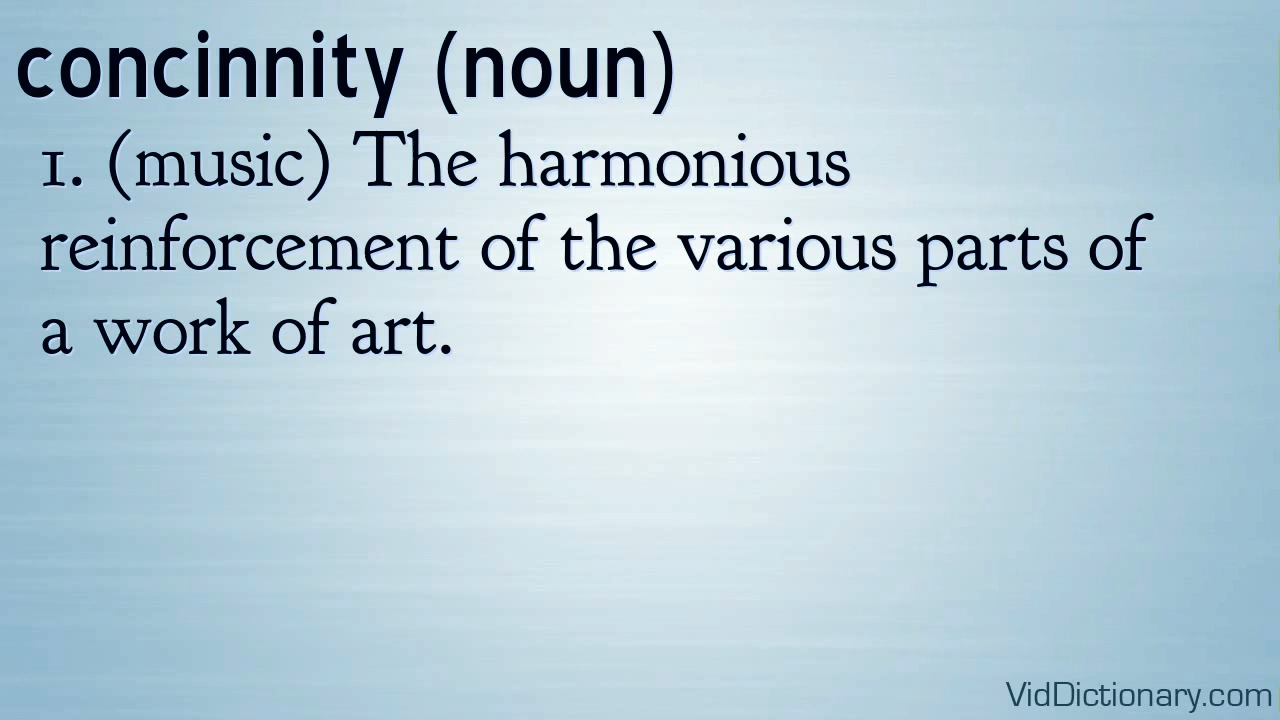 concinnity (noun)
1. (music) The harmonious
reinforcement of the various parts of
a work of art.
VidDictionary.com